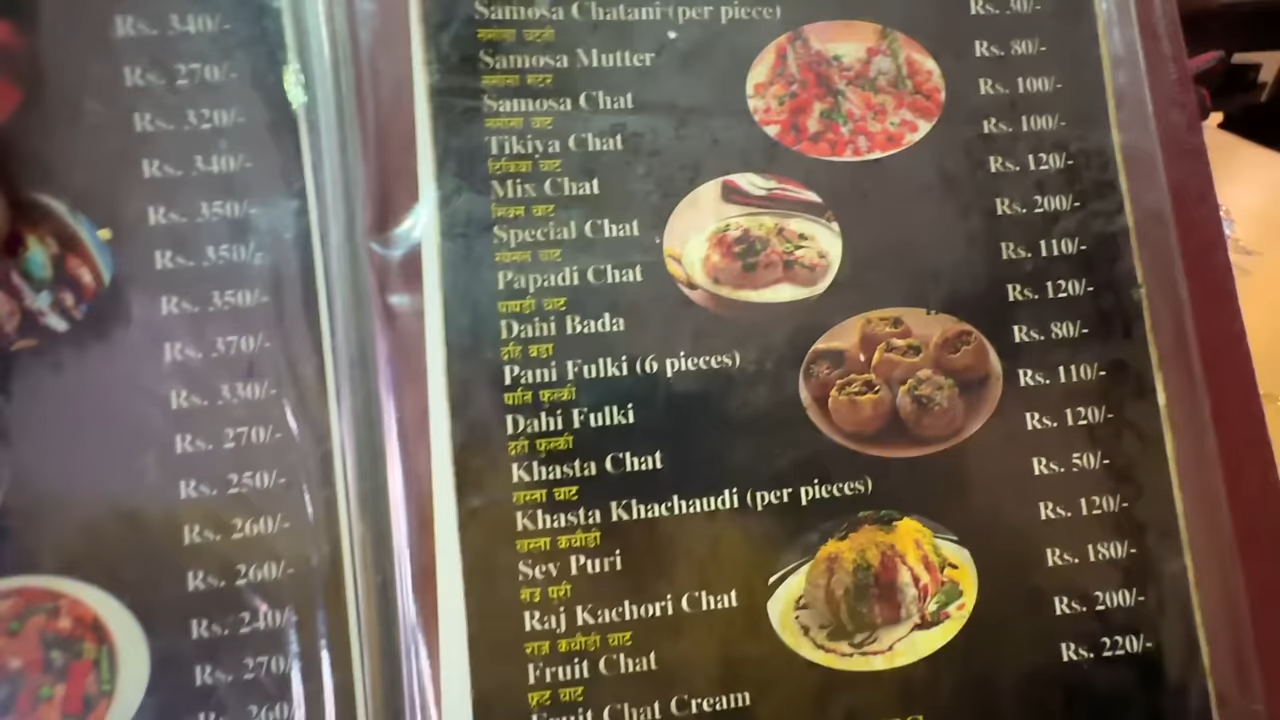 Rs. 340/-
Rs. 270/-
Rs. 320/-
Rs. 340/-
Rs. 350/-
Rs. 350/-
Rs. 350/-
Rs. 370/-
Rs. 330/-
Rs. 270/-
Rs. 250/-
Rs. 260/-
Rs. 260/-
Rs. 240/-
Rs. 270/-
Rs. 260/
Samosa Chatani (per piece) Rs. 30/-
समोसा चटनी
Samosa Mutter Rs. 80/-
समोसा मटर
Samosa Chat Rs. 100/-
समोसा चाट
Tikiya Chat Rs. 100/-
टिकिया चाट
Mix Chat Rs. 120/-
मिक्स चाट
Special Chat Rs. 200/-
स्पेसल चाट
Papadi Chat Rs. 110/-
पापडी चाट
Dahi Bada Rs. 120/-
दहि बडा
Pani Fulki (6 pieces) Rs. 80/-
पानि फुल्की
Dahi Fulki Rs. 110/-
दही फुल्की
Khasta Chat Rs. 120/-
खस्ता चाट
Khasta Khachaudi (per pieces) Rs. 50/-
खस्ता कचौडी
Sev Puri Rs. 120/-
सेउ पुरी
Raj Kachori Chat Rs. 180/-
राज कचौडी चाट
Fruit Chat Rs. 200/-
फ्रुट चाट
Fruit Chat Cream Rs. 220/-